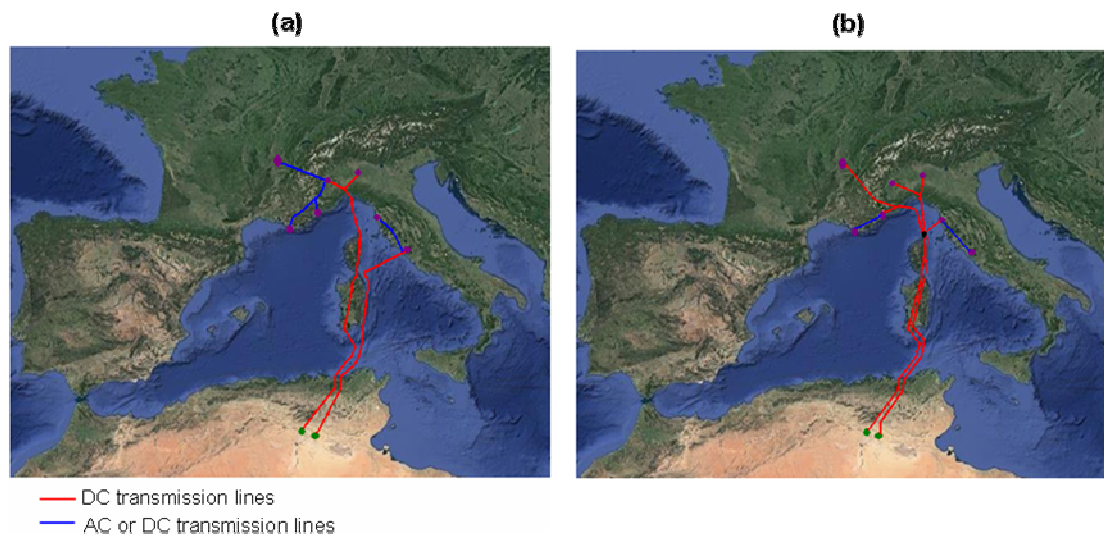 (a)
(b)
DC transmission lines
AC or DC transmission lines